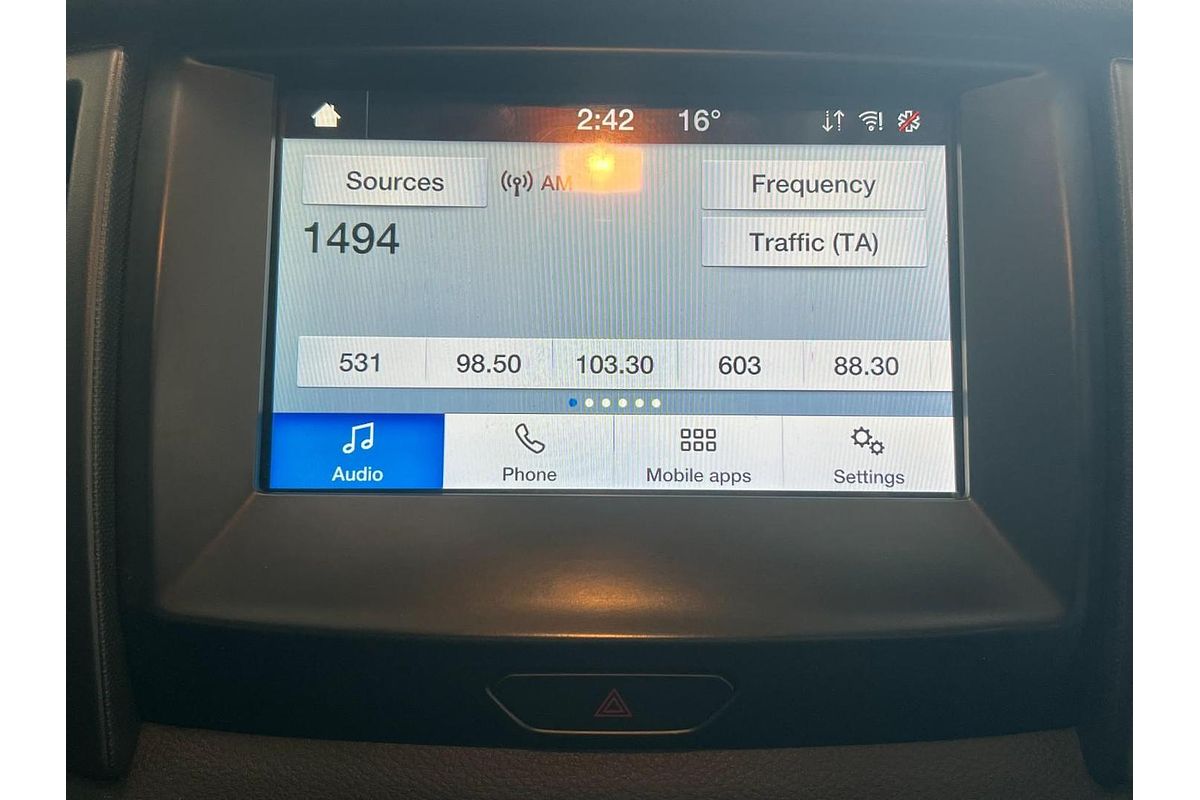 2:42 16°
Sources AM Frequency
1494
Traffic (TA)
531 98.50 103.30 603 88.30
Audio Phone Mobile apps Settings